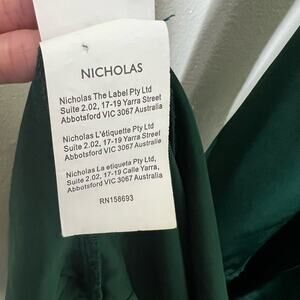 NICHOLAS
Nicholas The Label Pty Ltd
Suite 2.02, 17-19 Yarra Street
Abbotsford VIC 3067 Australia
Nicholas L'étiquette Pty Ltd,
Suite 2.02, 17-19 Yarra Street
Abbotsford VIC 3067 Australia
Nicholas La etiqueta Pty Ltd,
Suite 2.02, 17-19 Calle Yarra,
Abbotsford VIC 3067 Australia
RN158693